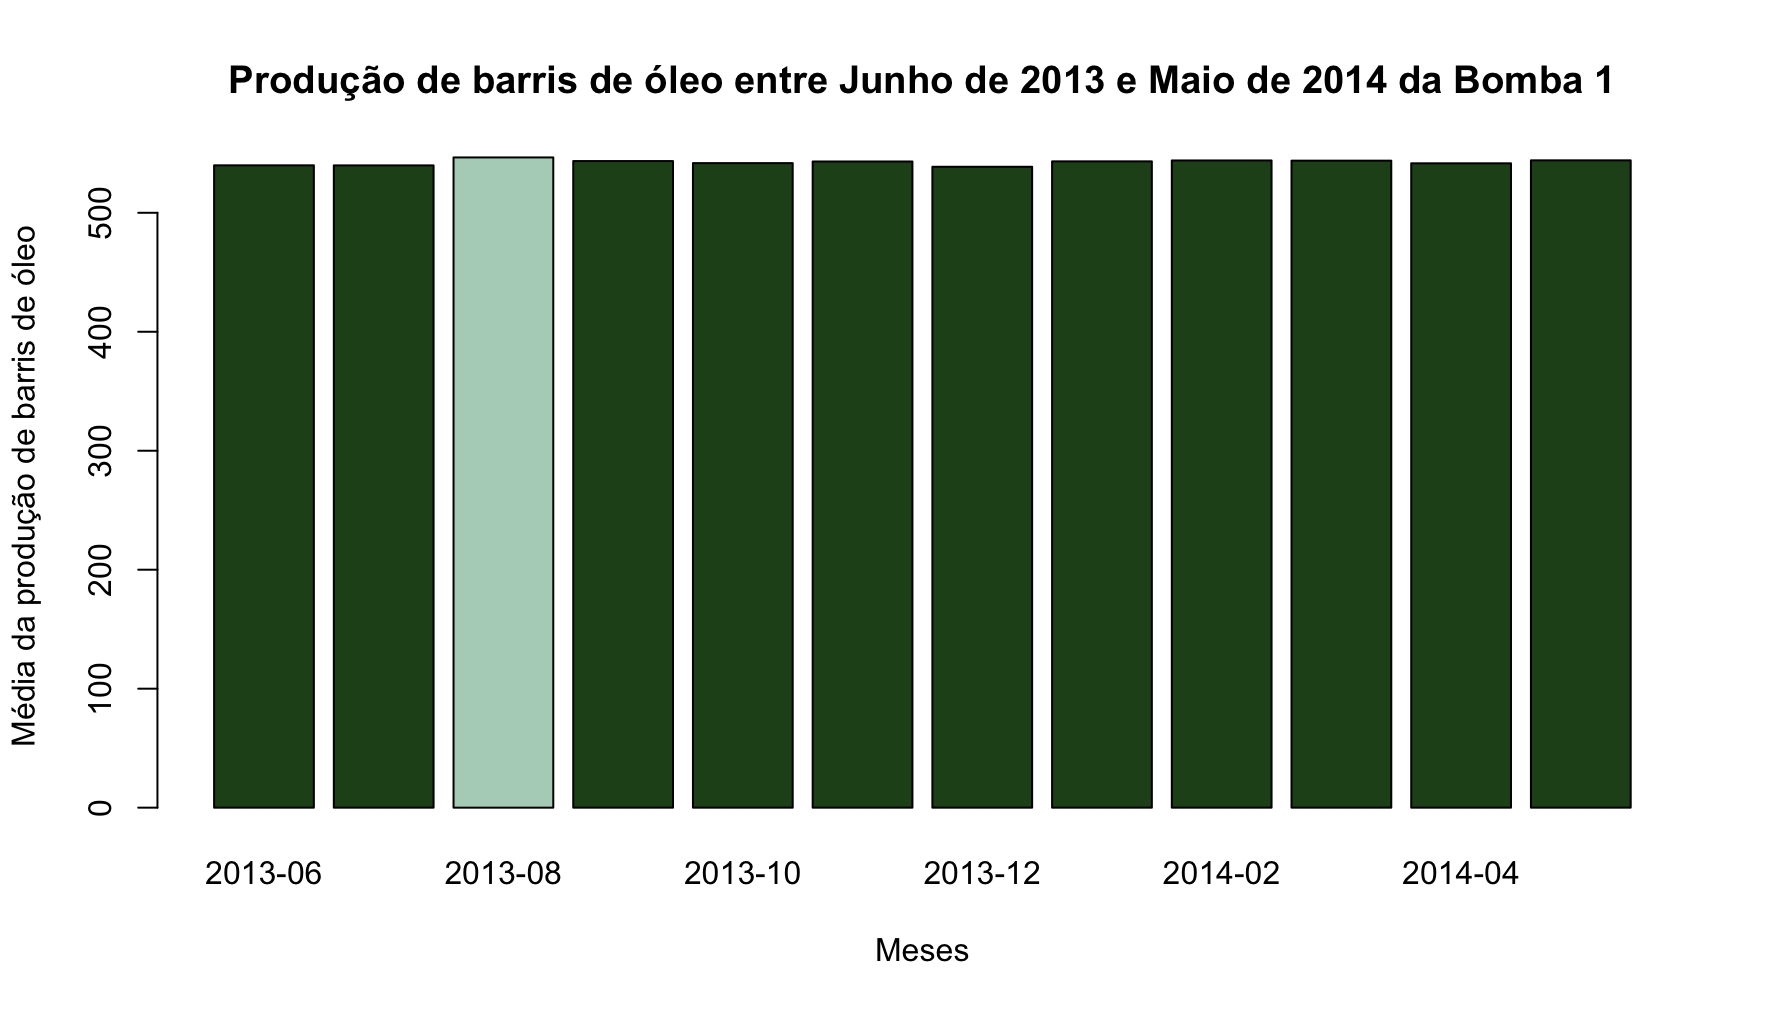 Produção de barris de óleo entre Junho de 2013 e Maio de 2014 da Bomba 1
Média da produção de barris de óleo
500
400
300
200
100
0
2013-06 2013-08 2013-10 2013-12 2014-02 2014-04
Meses